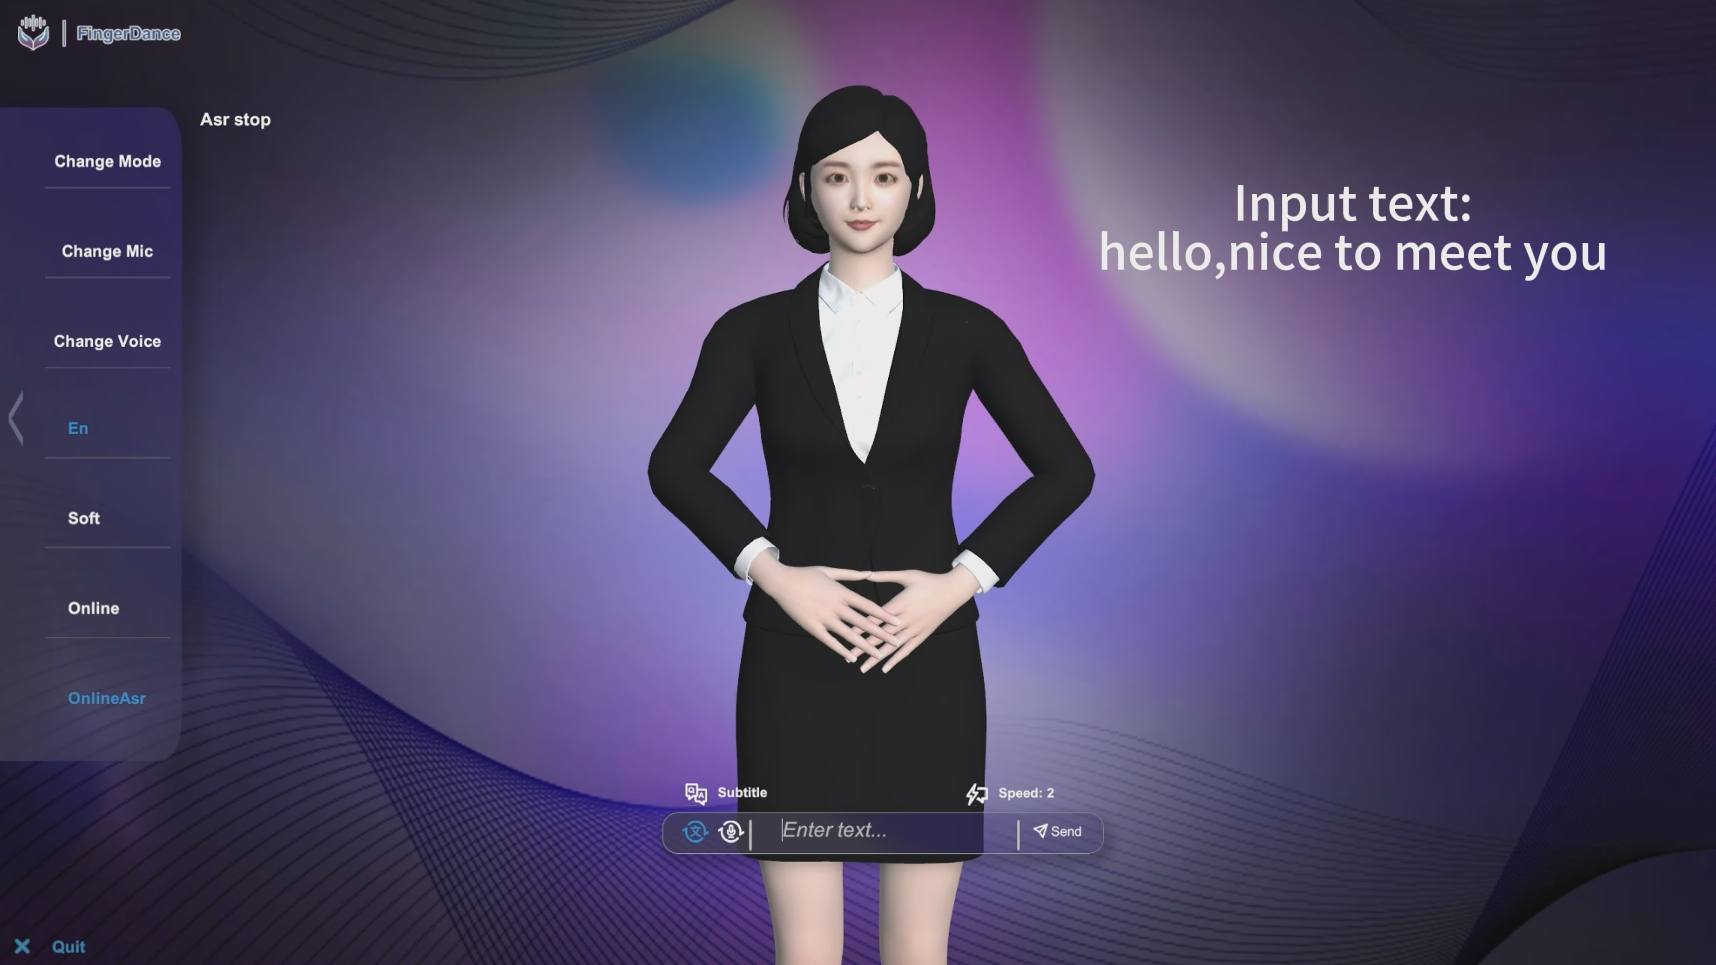 FingerDance
Asr stop
Change Mode
Change Mic
Change Voice
En
Soft
Online
OnlineAsr
Input text:
hello,nice to meet you
Subtitle
Speed: 2
文
Enter text...
Send
Quit